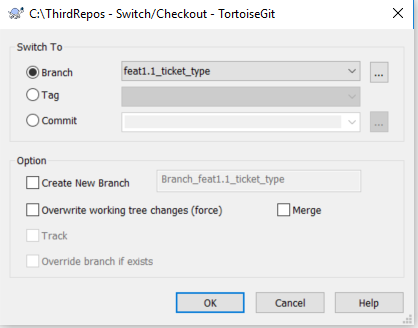 C:\ThirdRepos - Switch/Checkout - TortoiseGit
Switch To
Branch
feat1.1_ticket_type
...
Tag
Commit
...
Option
Create New Branch
Branch_feat1.1_ticket_type
Overwrite working tree changes (force)
Merge
Track
Override branch if exists
OK
Cancel
Help